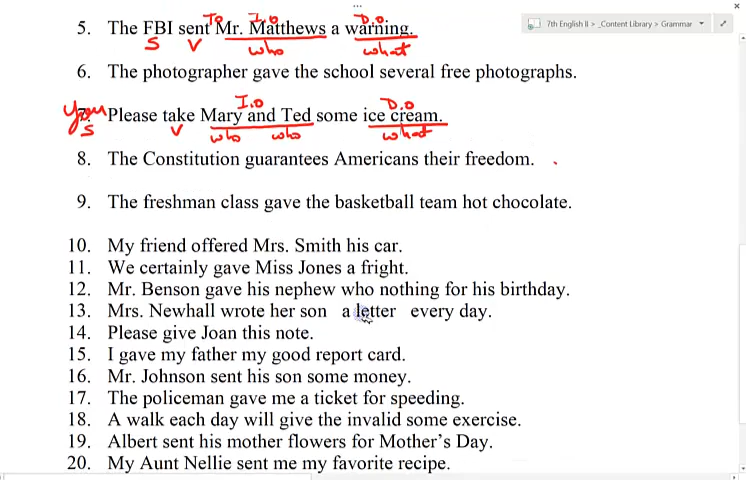 7th English II > _Content Library > Grammar
TO I.O D.O
5. The FBI sent Mr. Matthews a warning.
S V who what
6. The photographer gave the school several free photographs.
I.O D.O
You 7. Please take Mary and Ted some ice cream.
S V who who what
8. The Constitution guarantees Americans their freedom.
9. The freshman class gave the basketball team hot chocolate.
10. My friend offered Mrs. Smith his car.
11. We certainly gave Miss Jones a fright.
12. Mr. Benson gave his nephew who nothing for his birthday.
13. Mrs. Newhall wrote her son a letter every day.
14. Please give Joan this note.
15. I gave my father my good report card.
16. Mr. Johnson sent his son some money.
17. The policeman gave me a ticket for speeding.
18. A walk each day will give the invalid some exercise.
19. Albert sent his mother flowers for Mother’s Day.
20. My Aunt Nellie sent me my favorite recipe.